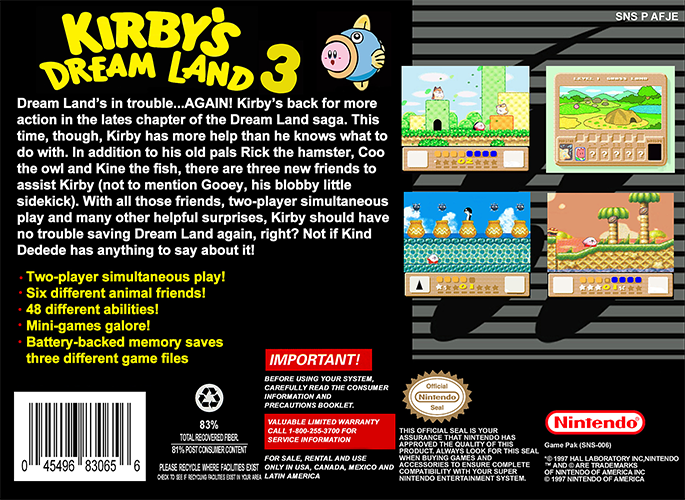 SNS P AFJE
KIRBY'S
DREAM LAND 3
Dream Land's in trouble...AGAIN! Kirby's back for more
action in the lates chapter of the Dream Land saga. This
time, though, Kirby has more help than he knows what to
do with. In addition to his old pals Rick the hamster, Coo
the owl and Kine the fish, there are three new friends to
assist Kirby (not to mention Gooey, his blobby little
sidekick). With all those friends, two-player simultaneous
play and many other helpful surprises, Kirby should have
no trouble saving Dream Land again, right? Not if Kind
Dedede has anything to say about it!
• Two-player simultaneous play!
• Six different animal friends!
• 48 different abilities!
• Mini-games galore!
• Battery-backed memory saves
three different game files
LEVEL 1 GRASS LAND
IMPORTANT!
BEFORE USING YOUR SYSTEM,
CAREFULLY READ THE CONSUMER
INFORMATION AND
PRECAUTIONS BOOKLET.
VALUABLE LIMITED WARRANTY
CALL 1-800-255-3700 FOR
SERVICE INFORMATION
FOR SALE, RENTAL AND USE
ONLY IN USA, CANADA, MEXICO AND
LATIN AMERICA
0 45496 83065 6
83%
TOTAL RECOVERED FIBER.
81% POST CONSUMER CONTENT
PLEASE RECYCLE WHERE FACILITIES EXIST
CHECK TO SEE IF RECYCLING FACILITIES EXIST IN YOUR AREA
Official
Nintendo
Seal
THIS OFFICIAL SEAL IS YOUR
ASSURANCE THAT NINTENDO HAS
APPROVED THE QUALITY OF THIS
PRODUCT. ALWAYS LOOK FOR THIS SEAL
WHEN BUYING GAMES AND
ACCESSORIES TO ENSURE COMPLETE
COMPATIBILITY WITH YOUR SUPER
NINTENDO ENTERTAINMENT SYSTEM.
Nintendo
Game Pak (SNS-006)
©1997 HAL LABORATORY INC,NINTENDO
™ AND © ARE TRADEMARKS
OF NINTENDO OF AMERICA INC
© 1997 NINTENDO OF AMERICA